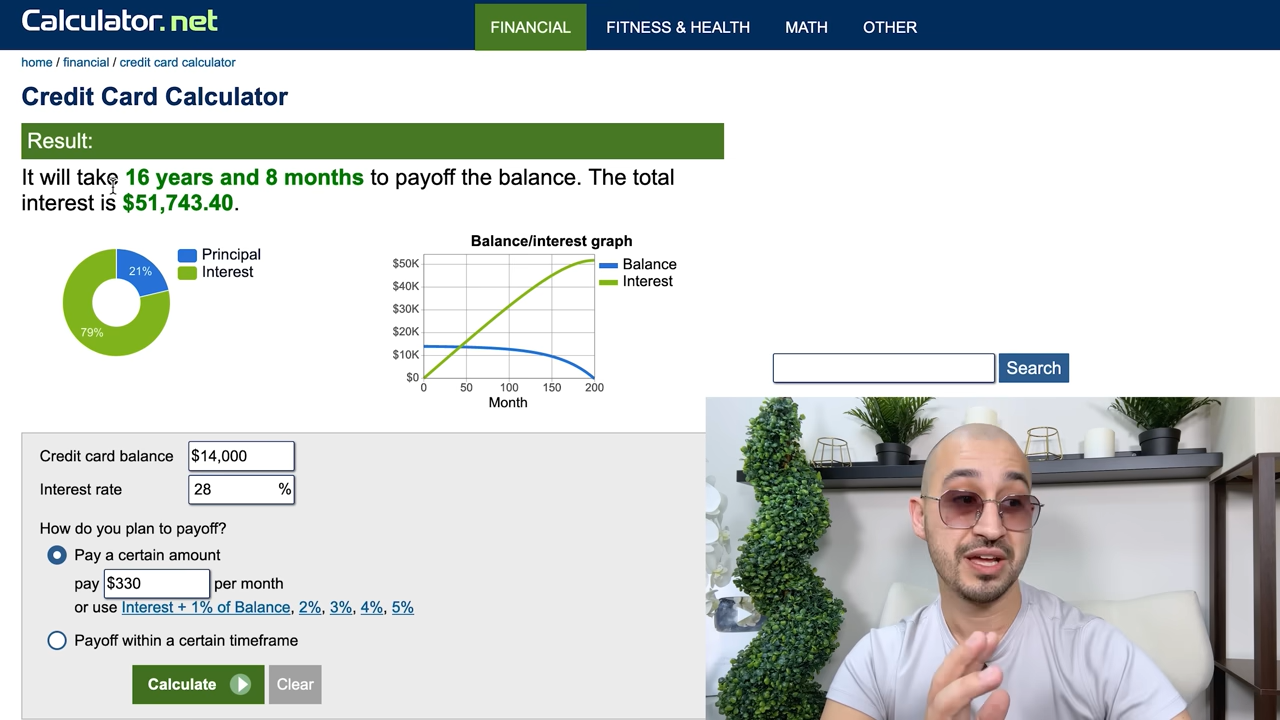 Calculator.net
FINANCIAL FITNESS & HEALTH MATH OTHER
home / financial / credit card calculator
Credit Card Calculator
Result:
It will take 16 years and 8 months to payoff the balance. The total
interest is $51,743.40.
21%
79%
Principal
Interest
Balance/interest graph
$50K
$40K
$30K
$20K
$10K
$0
0 50 100 150 200
Month
Balance
Interest
Search
Credit card balance $14,000
Interest rate 28 %
How do you plan to payoff?
Pay a certain amount
pay $330 per month
or use Interest + 1% of Balance, 2%, 3%, 4%, 5%
Payoff within a certain timeframe
Calculate Clear